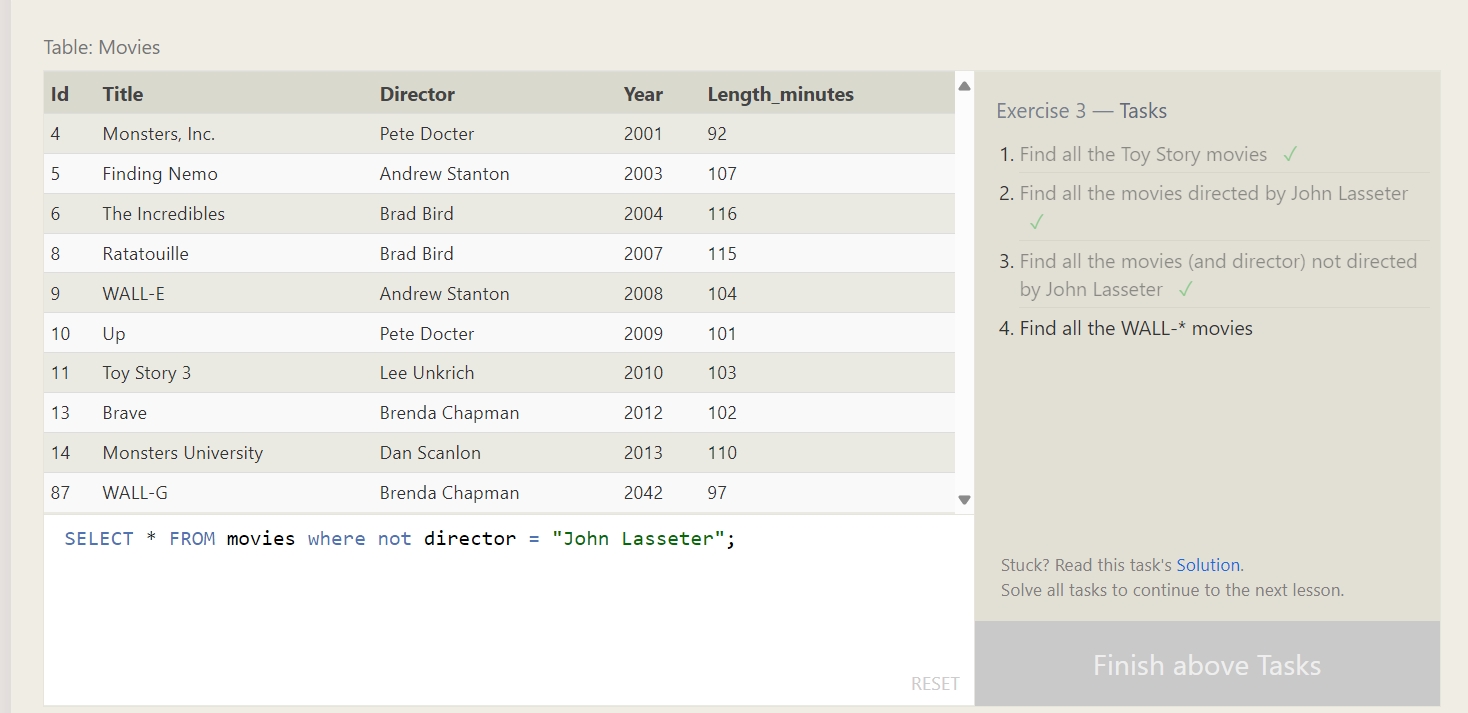 Table: Movies
Id Title Director Year Length_minutes
4 Monsters, Inc. Pete Docter 2001 92
5 Finding Nemo Andrew Stanton 2003 107
6 The Incredibles Brad Bird 2004 116
8 Ratatouille Brad Bird 2007 115
9 WALL-E Andrew Stanton 2008 104
10 Up Pete Docter 2009 101
11 Toy Story 3 Lee Unkrich 2010 103
13 Brave Brenda Chapman 2012 102
14 Monsters University Dan Scanlon 2013 110
87 WALL-G Brenda Chapman 2042 97
SELECT * FROM movies where not director = "John Lasseter";
RESET
Exercise 3 — Tasks
1. Find all the Toy Story movies ✓
2. Find all the movies directed by John Lasseter
✓
3. Find all the movies (and director) not directed
by John Lasseter ✓
4. Find all the WALL-* movies
Stuck? Read this task's Solution.
Solve all tasks to continue to the next lesson.
Finish above Tasks